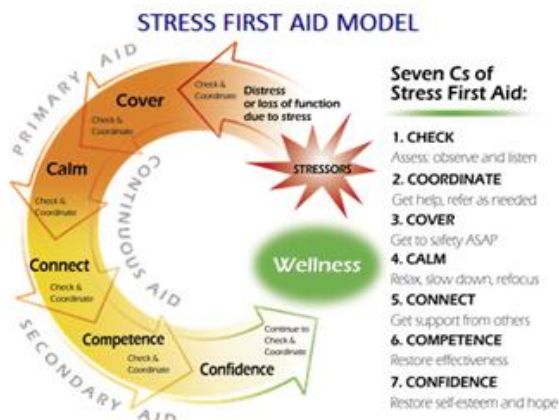 STRESS FIRST AID MODEL
PRIMARY AID
CONTINUOUS AID
SECONDARY AID
Check &
Coordinate
Distress
or loss of function
due to stress
STRESSORS
Cover
Check &
Coordinate
Calm
Check &
Coordinate
Connect
Check &
Coordinate
Competence
Check &
Coordinate
Confidence
Continue to
Check &
Coordinate
Wellness
Seven Cs of
Stress First Aid:
1. CHECK
Assess: observe and listen
2. COORDINATE
Get help, refer as needed
3. COVER
Get to safety ASAP
4. CALM
Relax, slow down, refocus
5. CONNECT
Get support from others
6. COMPETENCE
Restore effectiveness
7. CONFIDENCE
Restore self-esteem and hope